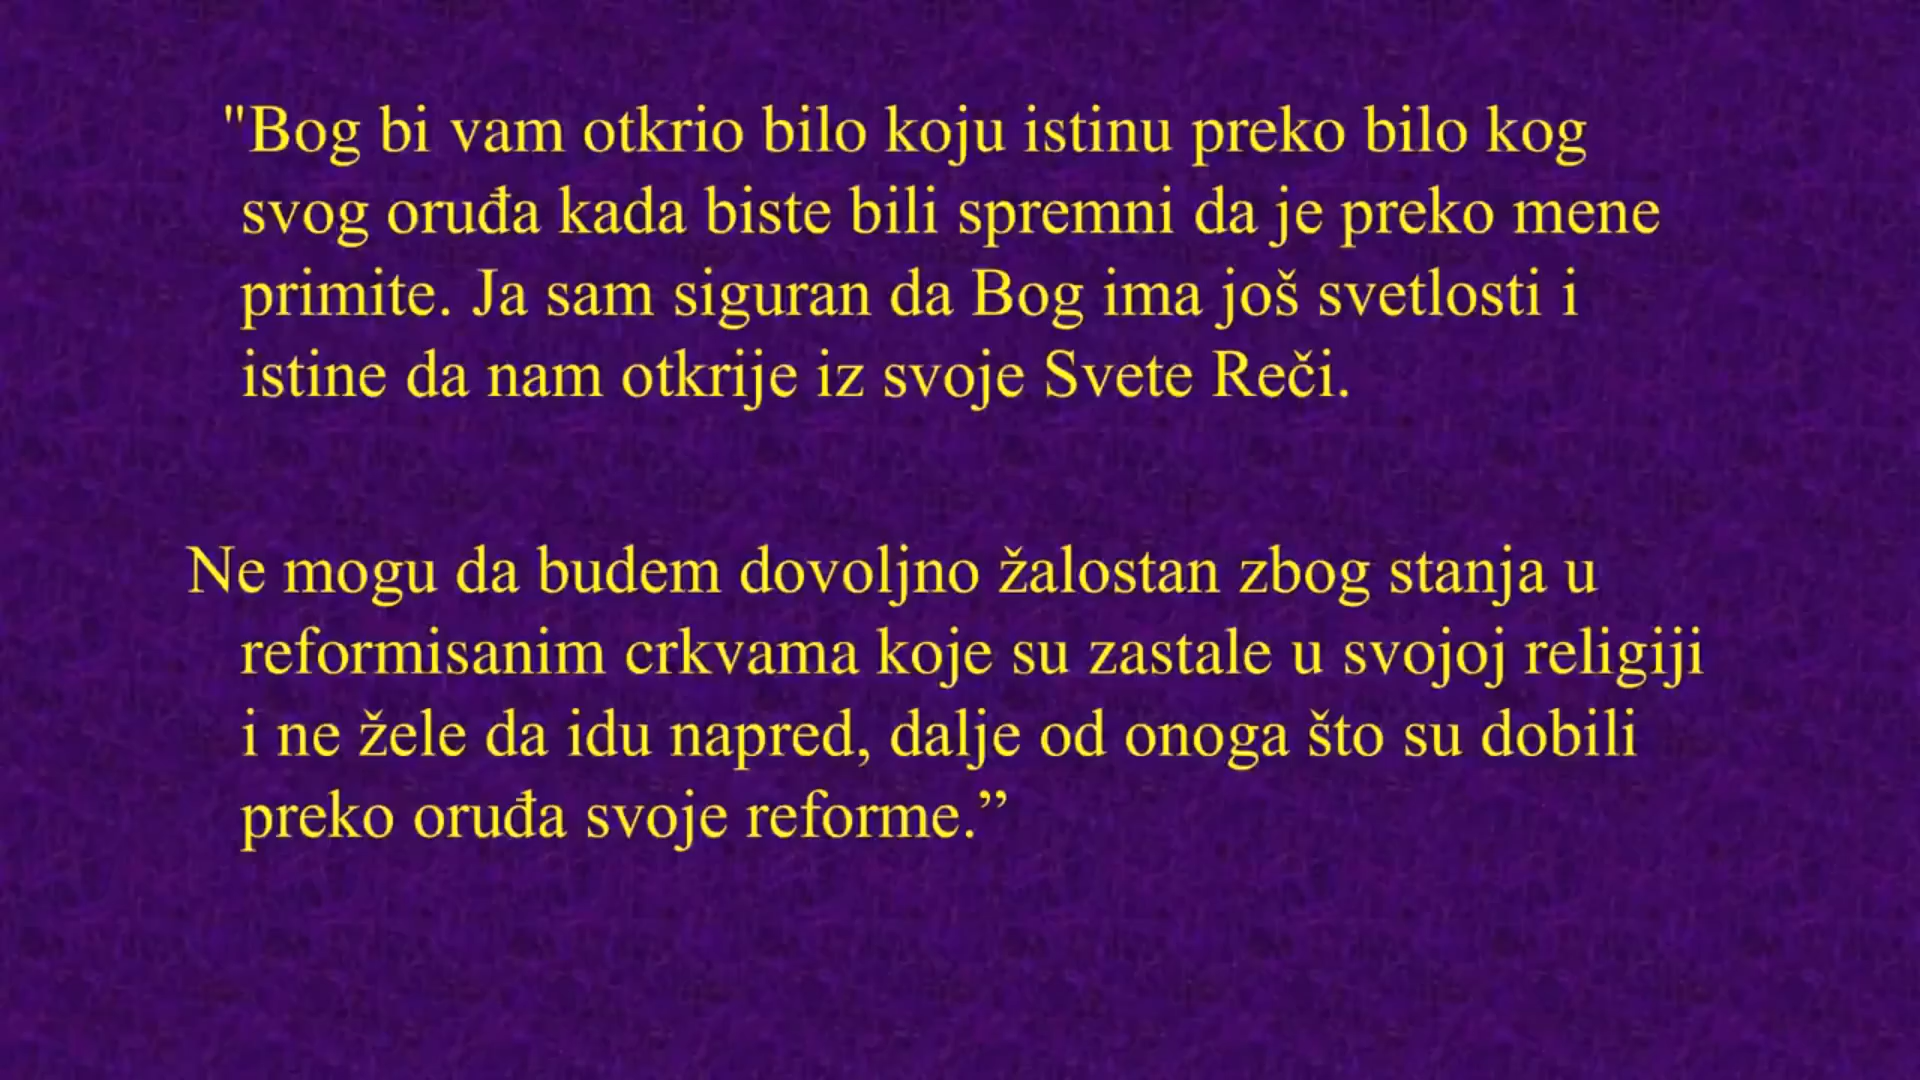 "Bog bi vam otkrio bilo koju istinu preko bilo kog
svog oruđa kada biste bili spremni da je preko mene
primite. Ja sam siguran da Bog ima još svetlosti i
istine da nam otkrije iz svoje Svete Reči.
Ne mogu da budem dovoljno žalostan zbog stanja u
reformisanim crkvama koje su zastale u svojoj religiji
i ne žele da idu napred, dalje od onoga što su dobili
preko oruđa svoje reforme.”